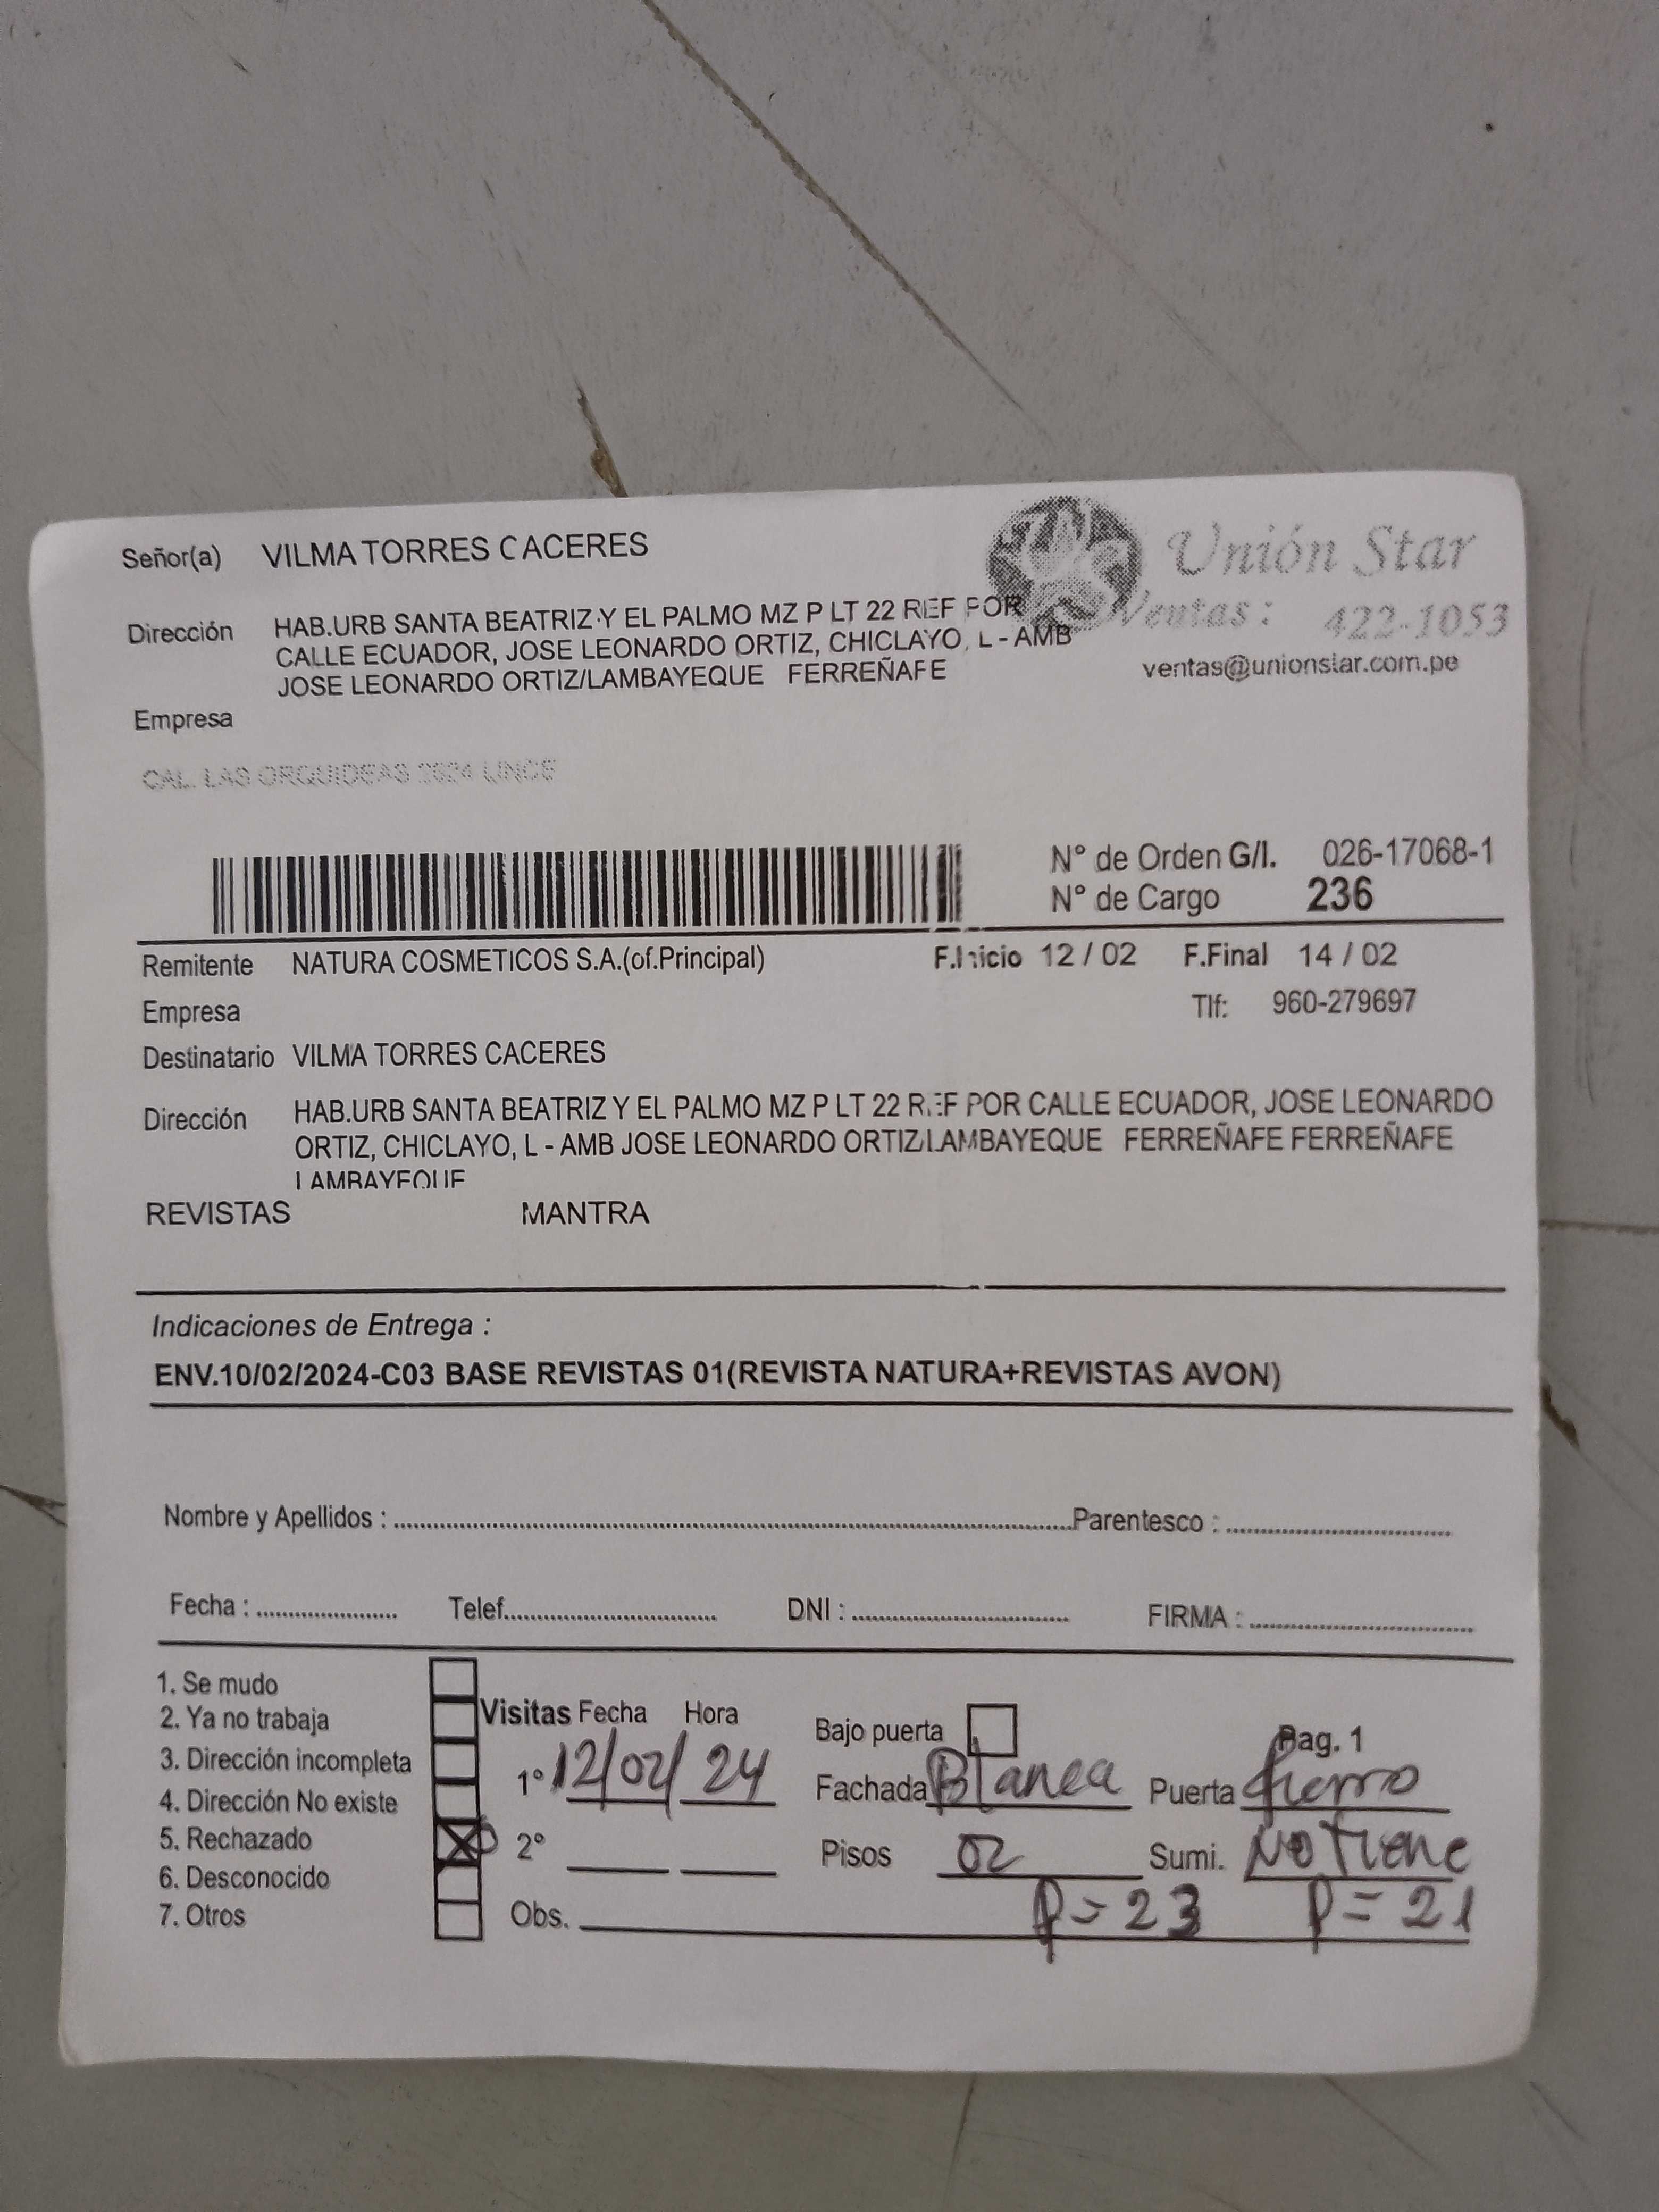 Señor(a) VILMA TORRES CACERES
Unión Star
Ventas: 422-1053
ventas@unionstar.com.pe
Dirección HAB.URB SANTA BEATRIZ Y EL PALMO MZ P LT 22 REF POR
CALLE ECUADOR, JOSE LEONARDO ORTIZ, CHICLAYO, L - AMB
JOSE LEONARDO ORTIZ/LAMBAYEQUE FERREÑAFE
Empresa
CAL. LAS ORQUIDEAS 2624 LINCE
N° de Orden G/I. 026-17068-1
N° de Cargo 236
Remitente NATURA COSMETICOS S.A.(of.Principal) F.Inicio 12 / 02 F.Final 14 / 02
Empresa Tlf: 960-279697
Destinatario VILMA TORRES CACERES
Dirección HAB.URB SANTA BEATRIZ Y EL PALMO MZ P LT 22 REF POR CALLE ECUADOR, JOSE LEONARDO
ORTIZ, CHICLAYO, L - AMB JOSE LEONARDO ORTIZ/LAMBAYEQUE FERREÑAFE FERREÑAFE
LAMBAYEQUE
REVISTAS MANTRA
Indicaciones de Entrega :
ENV.10/02/2024-C03 BASE REVISTAS 01(REVISTA NATURA+REVISTAS AVON)
Nombre y Apellidos : Parentesco :
Fecha : Telef. DNI : FIRMA :
1. Se mudo
2. Ya no trabaja
3. Dirección incompleta
4. Dirección No existe
5. Rechazado
6. Desconocido
7. Otros
Visitas Fecha Hora
1° 12/02/24
2°
Obs.
Bajo puerta Pag. 1
Fachada Blanca Puerta fierro
Pisos 02 Sumi. No Tiene
P=23 P=21